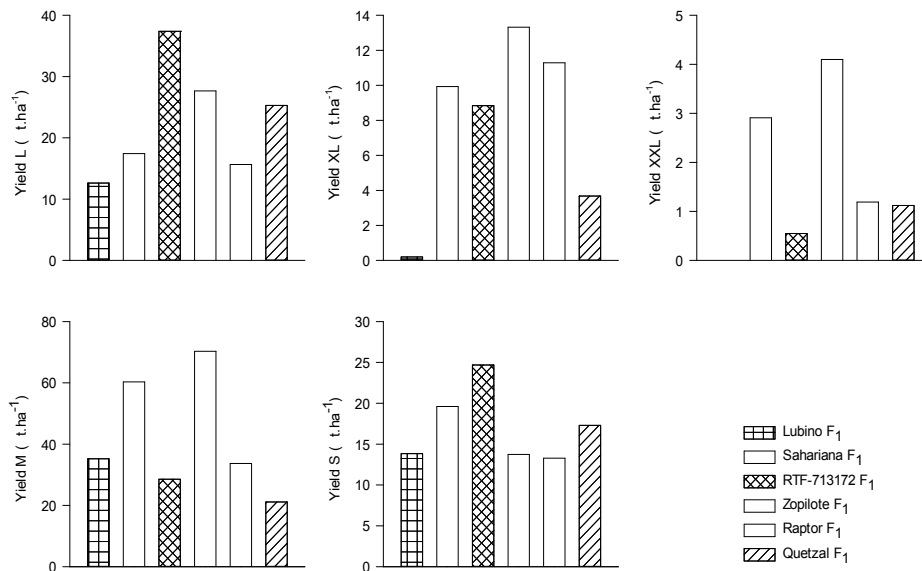 Yield L ( t.ha-1)
40
30
20
10
0
Yield XL ( t.ha-1)
14
12
10
8
6
4
2
0
Yield XXL ( t.ha-1)
5
4
3
2
1
0
Yield M ( t.ha-1)
80
60
40
20
0
Yield S ( t.ha-1)
30
25
20
15
10
5
0
Lubino F1
Sahariana F1
RTF-713172 F1
Zopilote F1
Raptor F1
Quetzal F1